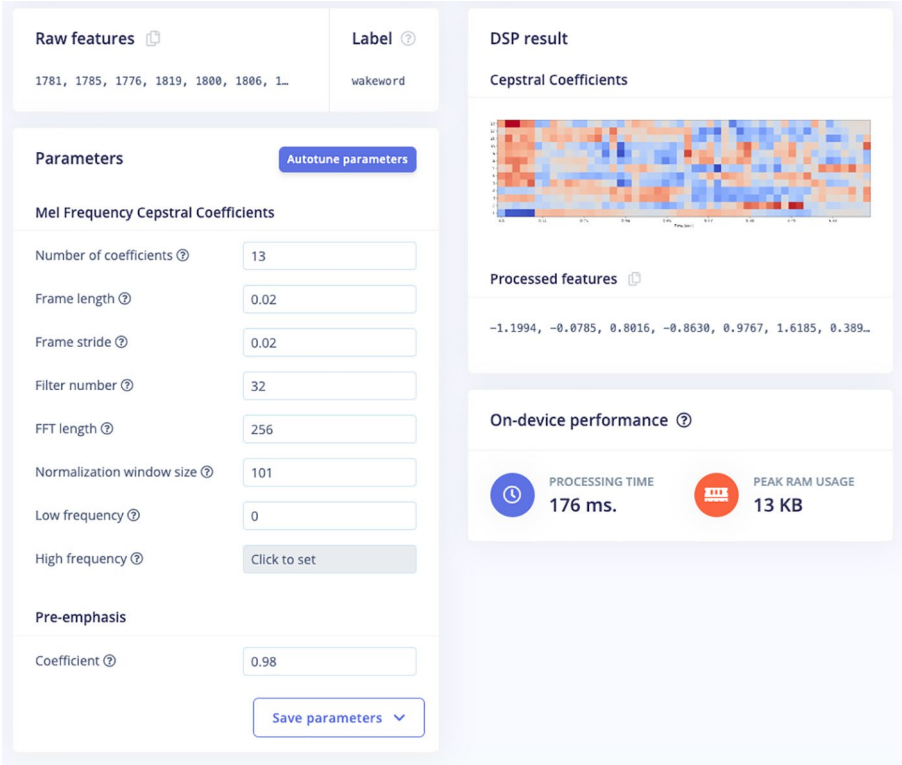 Raw features
Label
1781, 1785, 1776, 1819, 1800, 1806, 1…
wakeword
Parameters
Autotune parameters
Mel Frequency Cepstral Coefficients
Number of coefficients
13
Frame length
0.02
Frame stride
0.02
Filter number
32
FFT length
256
Normalization window size
101
Low frequency
0
High frequency
Click to set
Pre-emphasis
Coefficient
0.98
Save parameters
DSP result
Cepstral Coefficients
Processed features
-1.1994, -0.0785, 0.8016, -0.8630, 0.9767, 1.6185, 0.389…
On-device performance
PROCESSING TIME
176 ms.
PEAK RAM USAGE
13 KB